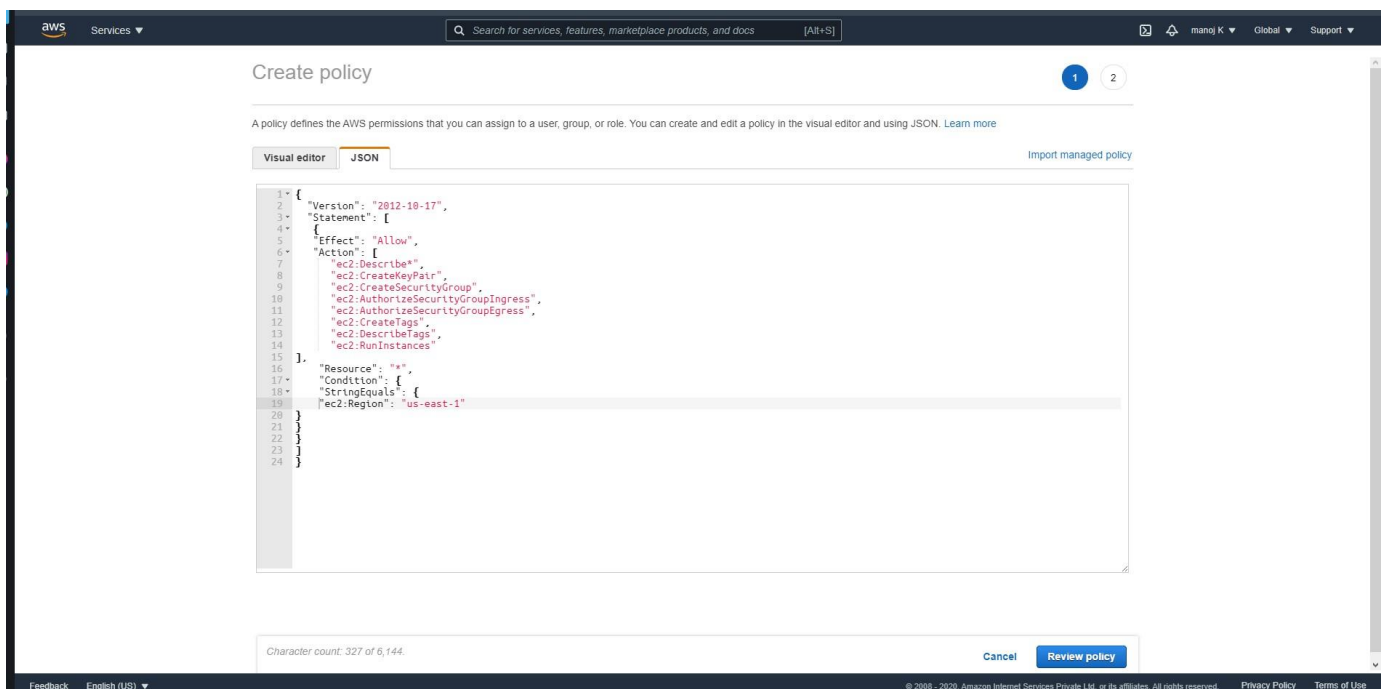 aws Services ▼ Search for services, features, marketplace products, and docs [Alt+S] manoj K ▼ Global ▼ Support ▼
Create policy 1 2
A policy defines the AWS permissions that you can assign to a user, group, or role. You can create and edit a policy in the visual editor and using JSON. Learn more
Visual editor JSON Import managed policy
1 {
2 "Version": "2012-10-17",
3 "Statement": [
4 {
5 "Effect": "Allow",
6 "Action": [
7 "ec2:Describe*",
8 "ec2:CreateKeyPair",
9 "ec2:CreateSecurityGroup",
10 "ec2:AuthorizeSecurityGroupIngress",
11 "ec2:AuthorizeSecurityGroupEgress",
12 "ec2:CreateTags",
13 "ec2:DescribeTags",
14 "ec2:RunInstances"
15 ],
16 "Resource": "*",
17 "Condition": {
18 "StringEquals": {
19 "ec2:Region": "us-east-1"
20 }
21 }
22 }
23 ]
24 }
Character count: 327 of 6,144. Cancel Review policy
Feedback English (US) ▼ © 2008 - 2020, Amazon Internet Services Private Ltd. or its affiliates. All rights reserved. Privacy Policy Terms of Use